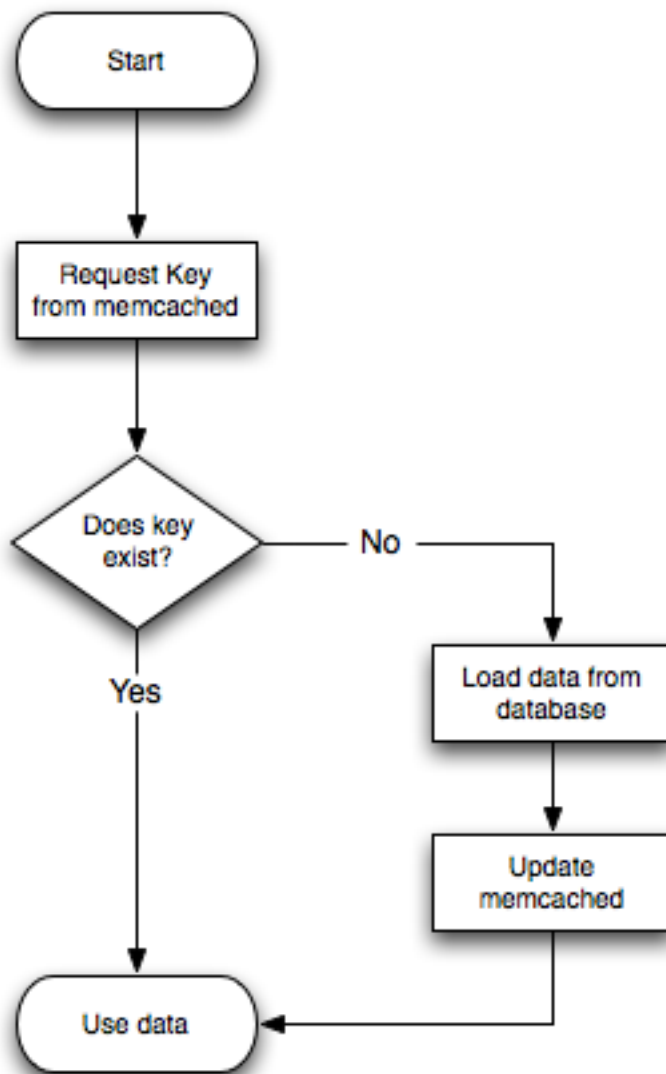 Start
Request Key
from memcached
Does key
exist?
No
Yes
Load data from
database
Update
memcached
Use data